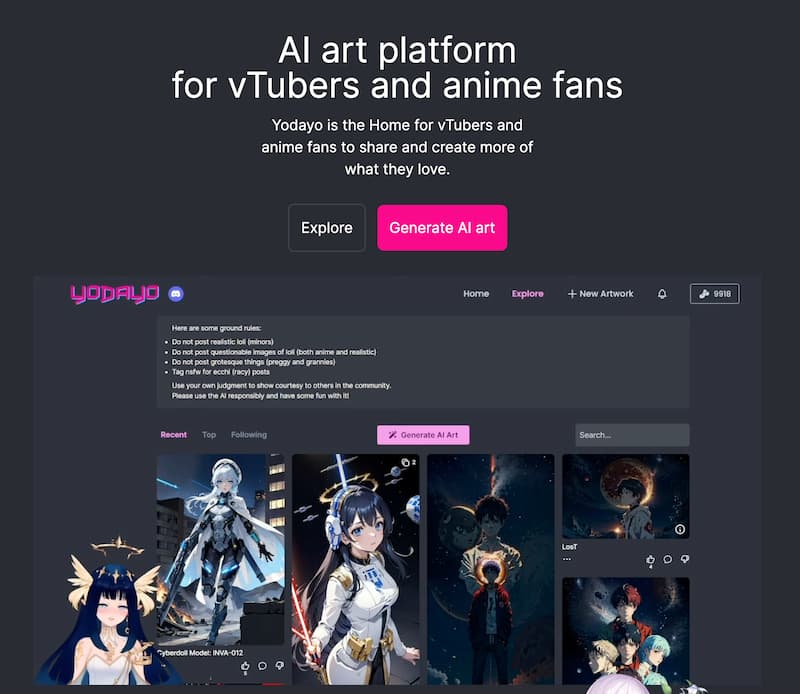 AI art platform
for vTubers and anime fans
Yodayo is the Home for vTubers and
anime fans to share and create more of
what they love.
Explore
Generate AI art
YODAYO
Home
Explore
+ New Artwork
9918
Here are some ground rules:
• Do not post realistic loli (minors)
• Do not post questionable images of loli (both anime and realistic)
• Do not post grotesque things (preggy and grannies)
• Tag nsfw for ecchi (racy) posts
Use your own judgment to show courtesy to others in the community.
Please use the AI responsibly and have some fun with it!
Recent
Top
Following
Generate AI Art
Search...
2
LosT
...
4
Cyberdoll Model: INVA-012
5